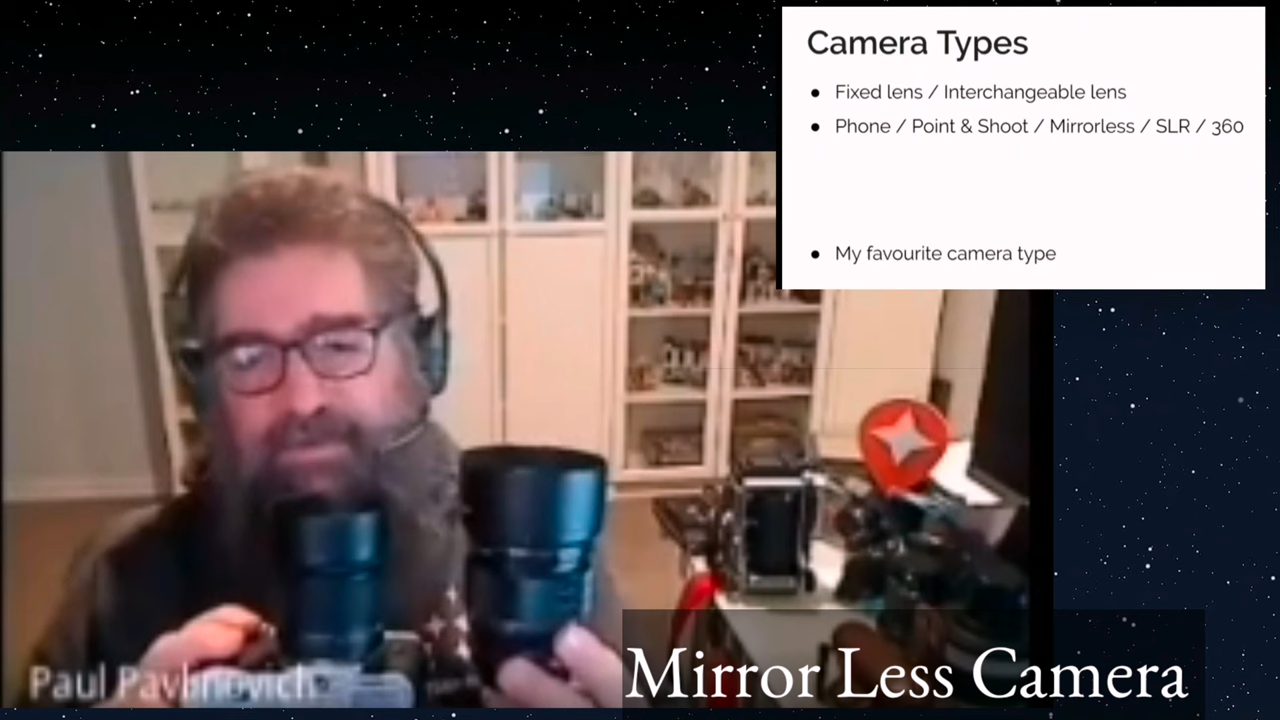 Camera Types
● Fixed lens / Interchangeable lens
● Phone / Point & Shoot / Mirrorless / SLR / 360
● My favourite camera type
Paul
Mirror Less Camera